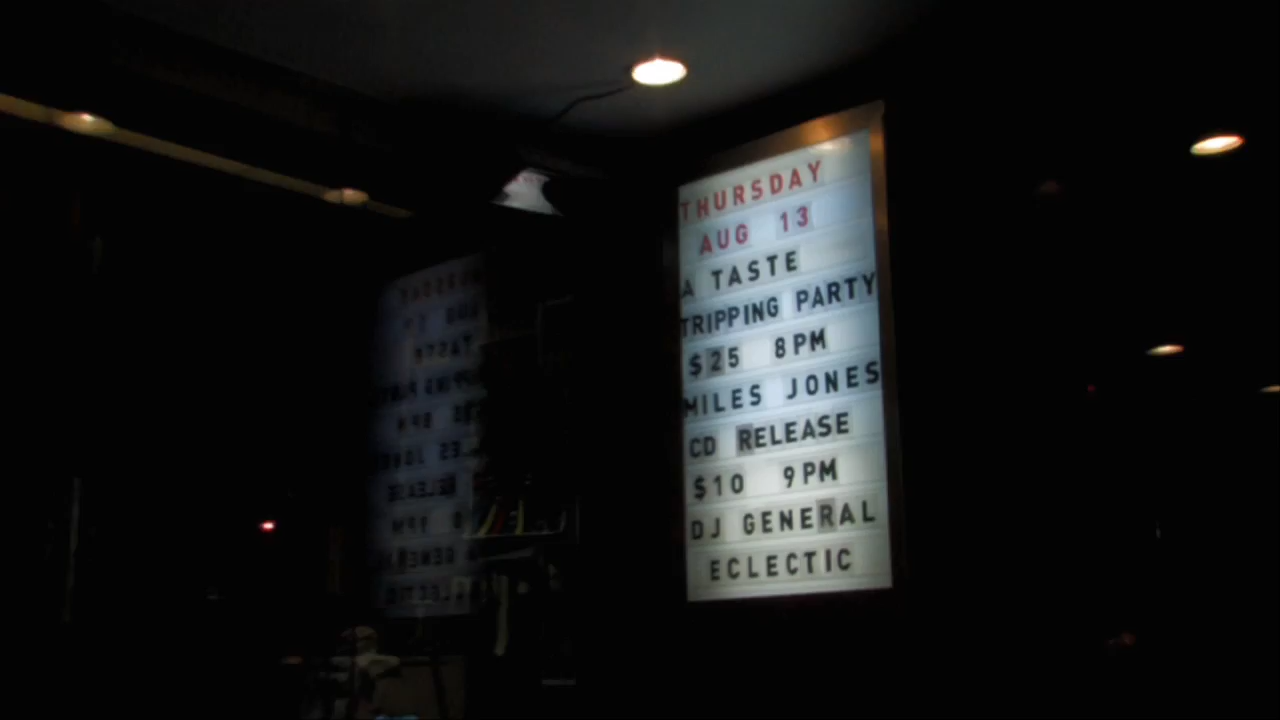 THURSDAY
AUG 13
A TASTE
TRIPPING PARTY
$25 8PM
MILES JONES
CD RELEASE
$10 9PM
DJ GENERAL
ECLECTIC